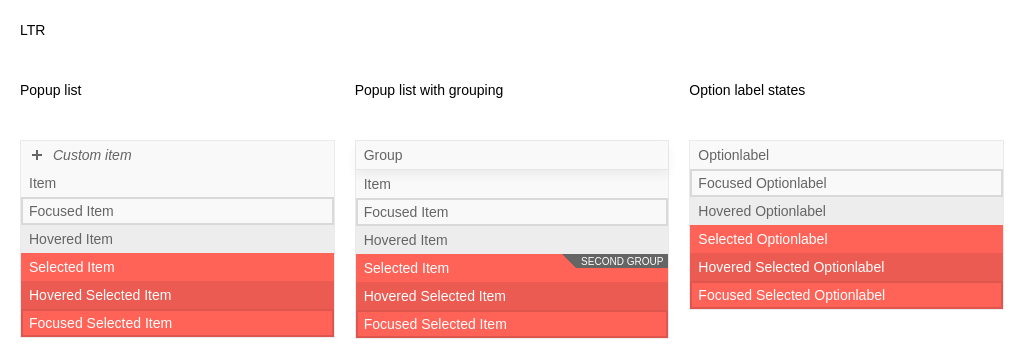 LTR
Popup list
Custom item
Item
Focused Item
Hovered Item
Selected Item
Hovered Selected Item
Focused Selected Item
Popup list with grouping
Group
Item
Focused Item
Hovered Item
Selected Item
SECOND GROUP
Hovered Selected Item
Focused Selected Item
Option label states
Optionlabel
Focused Optionlabel
Hovered Optionlabel
Selected Optionlabel
Hovered Selected Optionlabel
Focused Selected Optionlabel